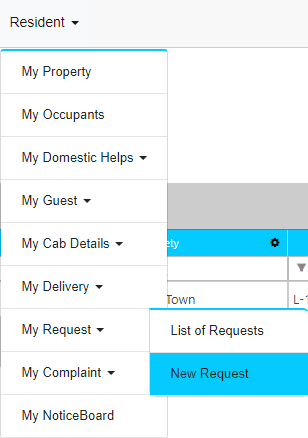 Resident
My Property
My Occupants
My Domestic Helps
My Guest
My Cab Details
ety
My Delivery
Town
L-1
My Request
List of Requests
My Complaint
New Request
My NoticeBoard